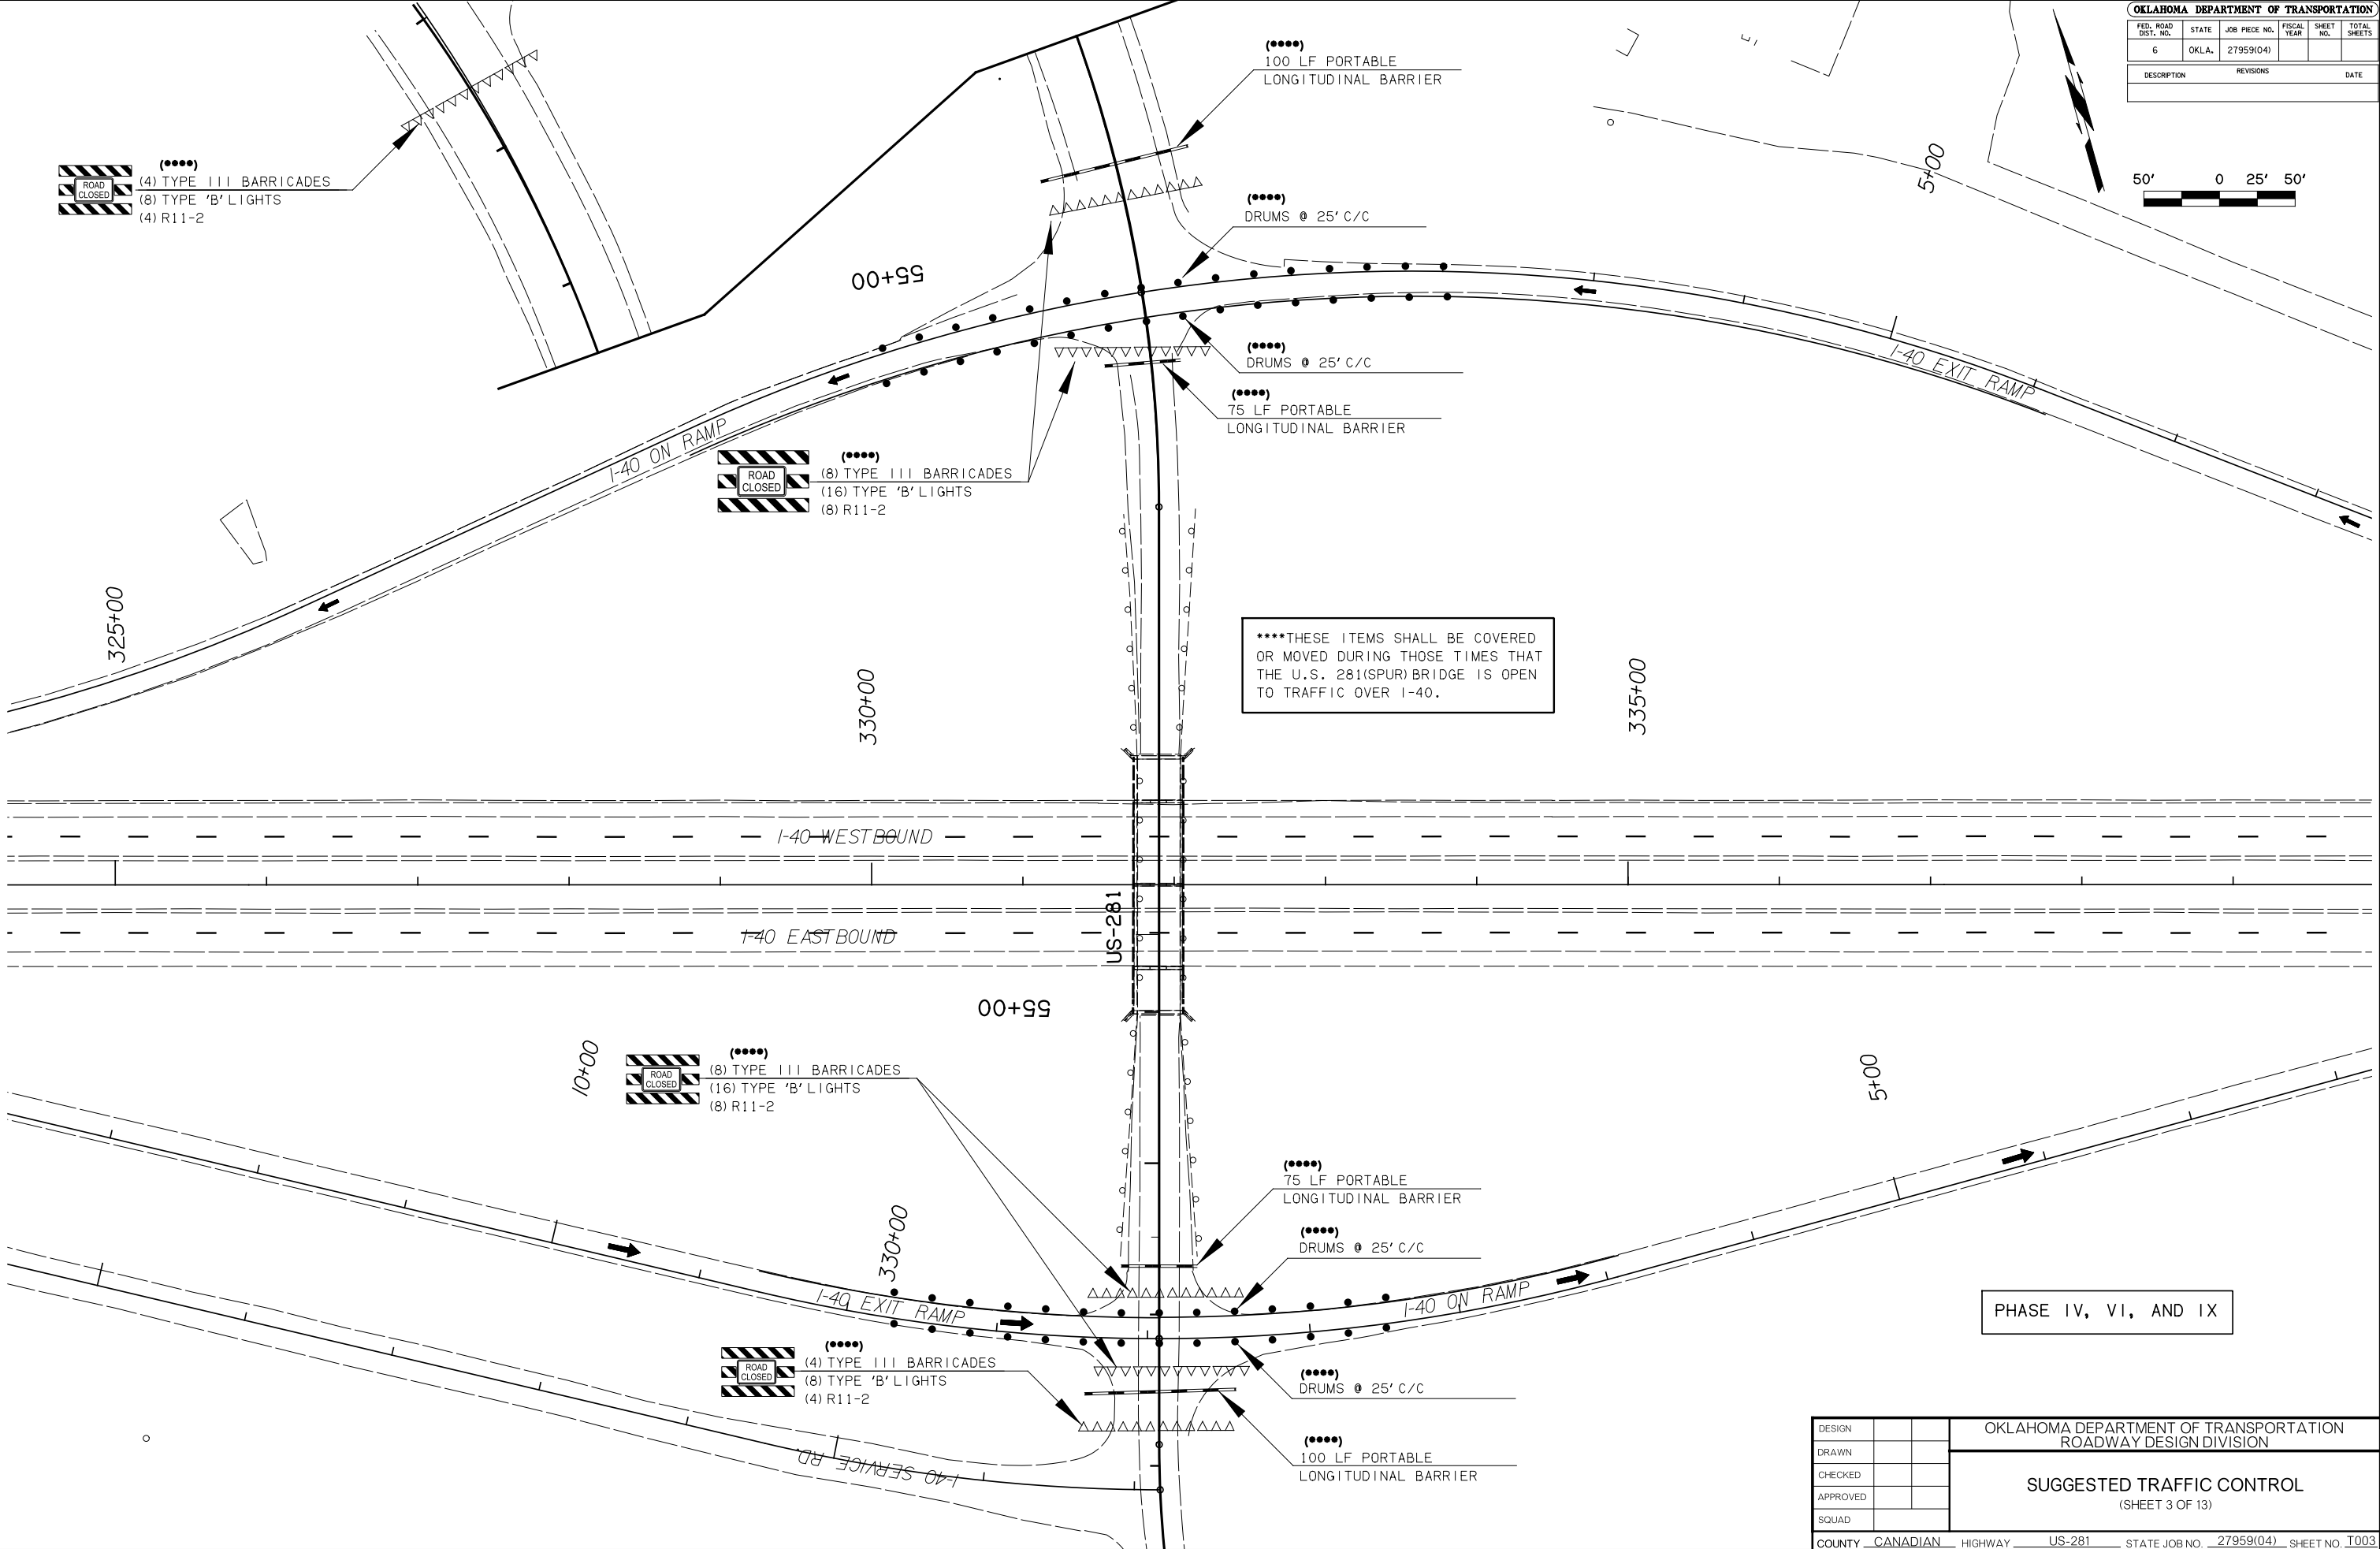 OKLAHOMA DEPARTMENT OF TRANSPORTATION
FED. ROAD DIST. NO. STATE JOB PIECE NO. FISCAL YEAR SHEET NO. TOTAL SHEETS
6 OKLA. 27959(04)
DESCRIPTION REVISIONS DATE
50' 0 25' 50'
(****)
100 LF PORTABLE
LONGITUDINAL BARRIER
ROAD CLOSED
(****)
(4) TYPE III BARRICADES
(8) TYPE 'B' LIGHTS
(4) R11-2
5+00
(****)
DRUMS @ 25' C/C
55+00
(****)
DRUMS @ 25' C/C
I-40 EXIT RAMP
(****)
75 LF PORTABLE
LONGITUDINAL BARRIER
I-40 ON RAMP
ROAD CLOSED
(****)
(8) TYPE III BARRICADES
(16) TYPE 'B' LIGHTS
(8) R11-2
325+00
330+00
335+00
****THESE ITEMS SHALL BE COVERED
OR MOVED DURING THOSE TIMES THAT
THE U.S. 281(SPUR) BRIDGE IS OPEN
TO TRAFFIC OVER I-40.
I-40 WESTBOUND
US-281
I-40 EASTBOUND
55+00
10+00
ROAD CLOSED
(****)
(8) TYPE III BARRICADES
(16) TYPE 'B' LIGHTS
(8) R11-2
5+00
(****)
75 LF PORTABLE
LONGITUDINAL BARRIER
330+00
(****)
DRUMS @ 25' C/C
I-40 EXIT RAMP
I-40 ON RAMP
PHASE IV, VI, AND IX
ROAD CLOSED
(****)
(4) TYPE III BARRICADES
(8) TYPE 'B' LIGHTS
(4) R11-2
(****)
DRUMS @ 25' C/C
(****)
100 LF PORTABLE
LONGITUDINAL BARRIER
I-40 SERVICE RD.
DESIGN
DRAWN
CHECKED
APPROVED
SQUAD
OKLAHOMA DEPARTMENT OF TRANSPORTATION
ROADWAY DESIGN DIVISION
SUGGESTED TRAFFIC CONTROL
(SHEET 3 OF 13)
COUNTY CANADIAN HIGHWAY US-281 STATE JOB NO. 27959(04) SHEET NO. T003